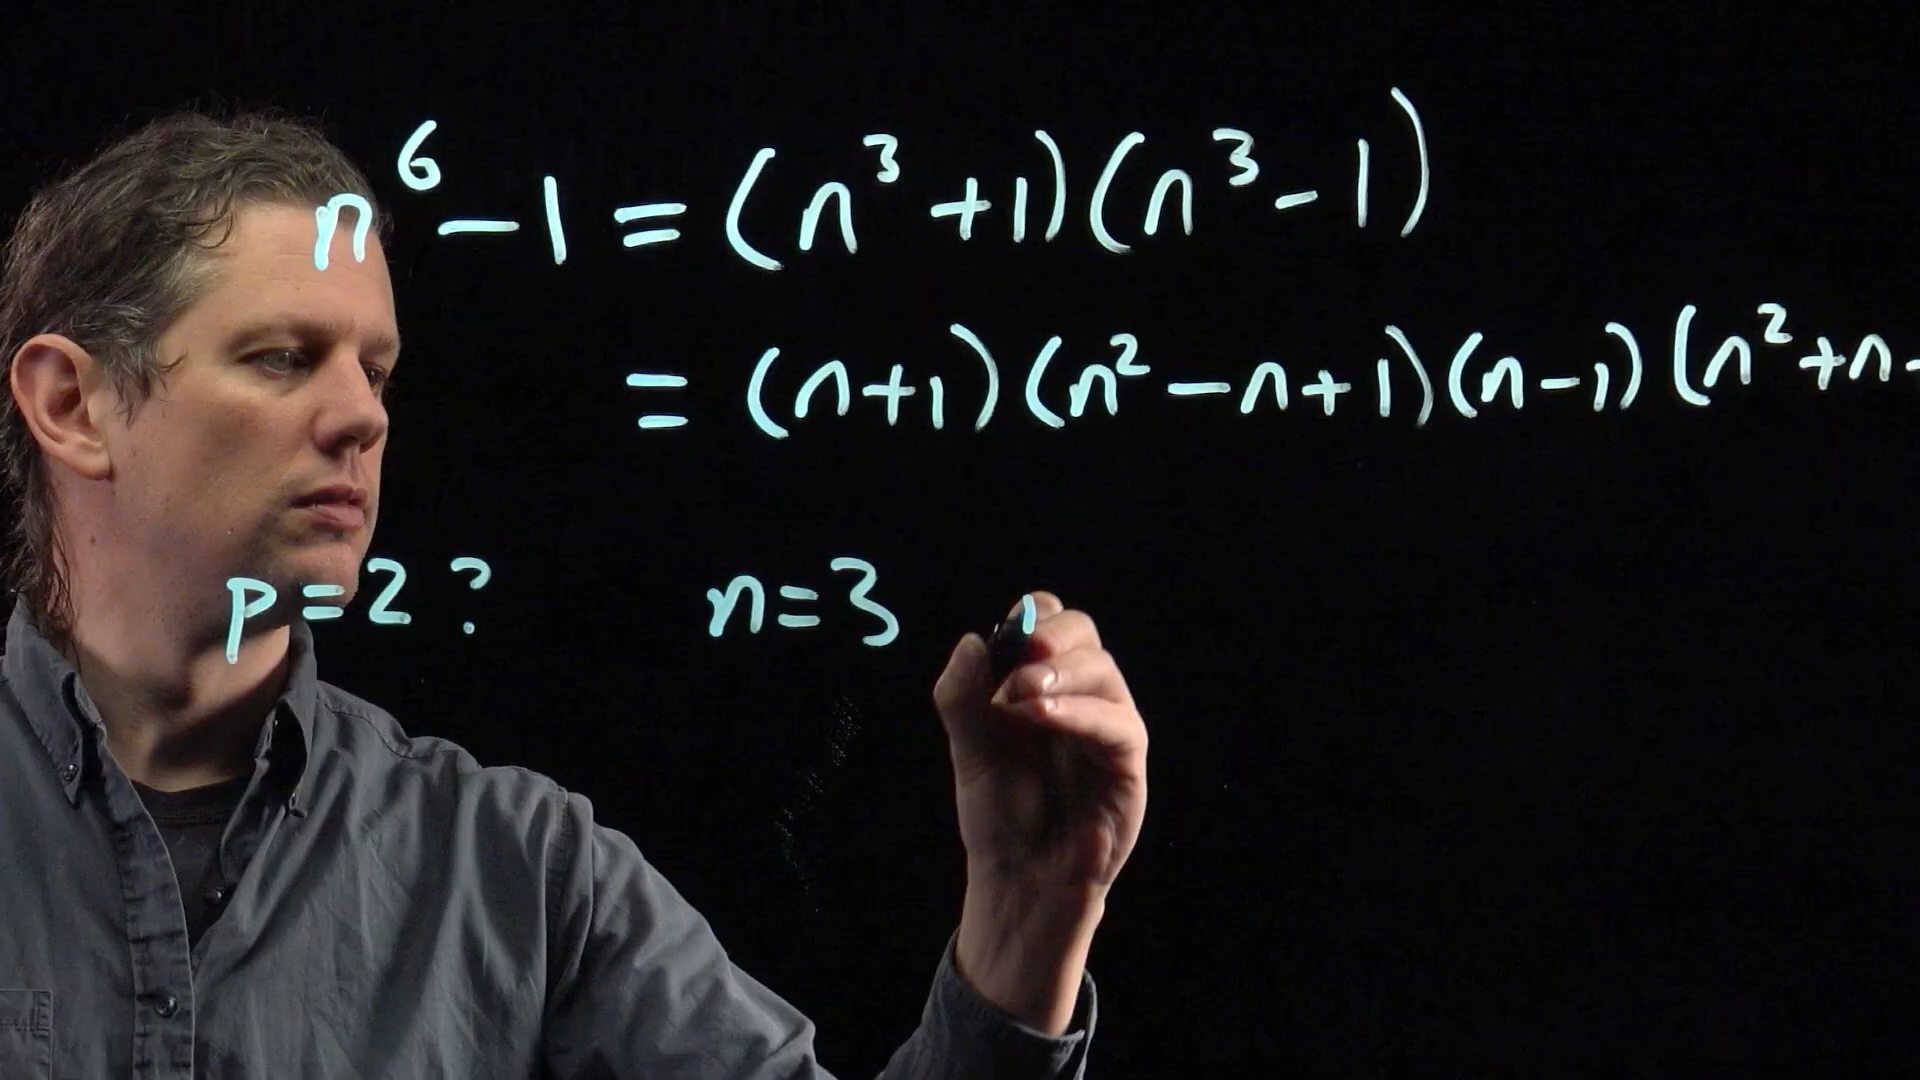 n⁶ - 1 = (n³ + 1)(n³ - 1)
= (n+1)(n² - n + 1)(n - 1)(n² + n -
p = 2 ? n = 3